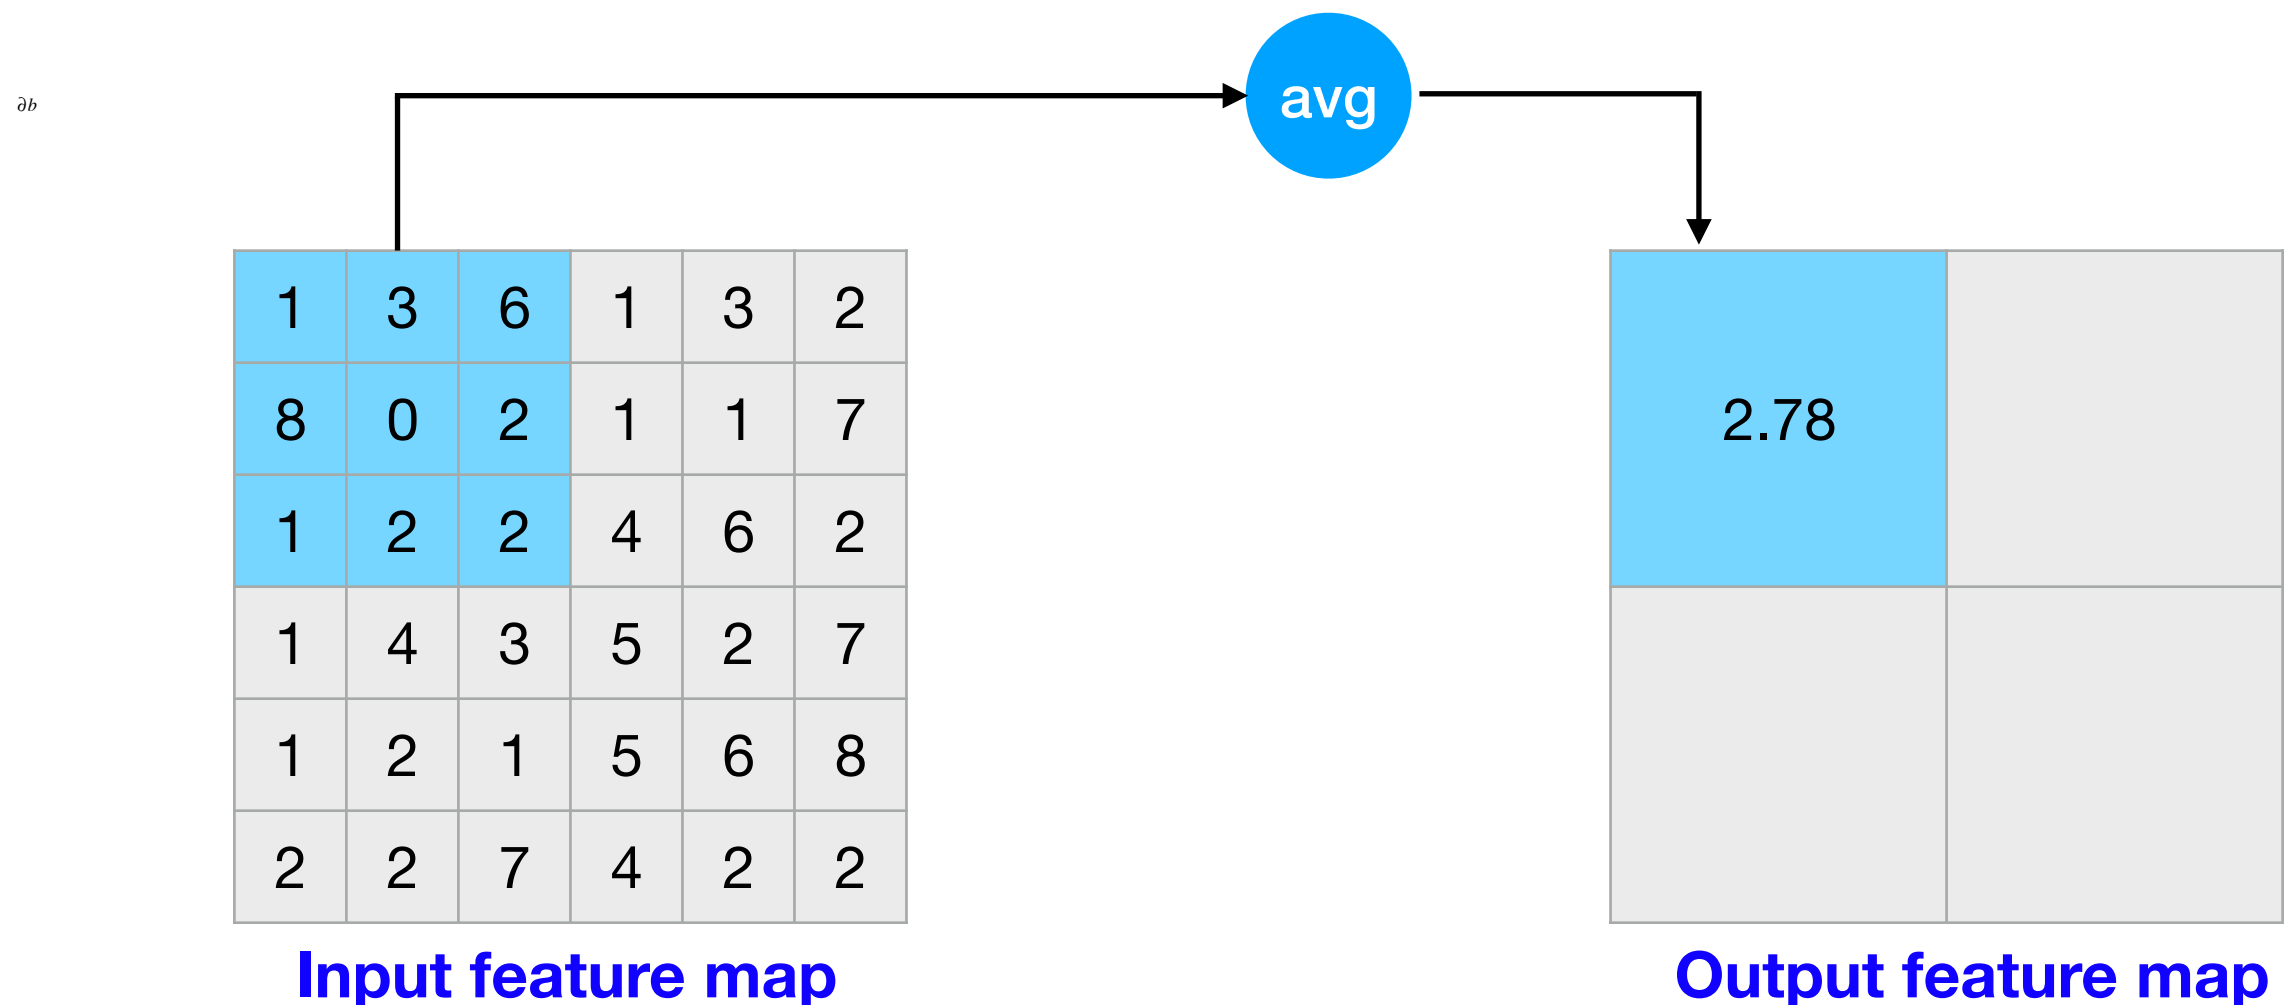 avg
∂b
1 3 6 1 3 2
8 0 2 1 1 7
2.78
1 2 2 4 6 2
1 4 3 5 2 7
1 2 1 5 6 8
2 2 7 4 2 2
Input feature map
Output feature map